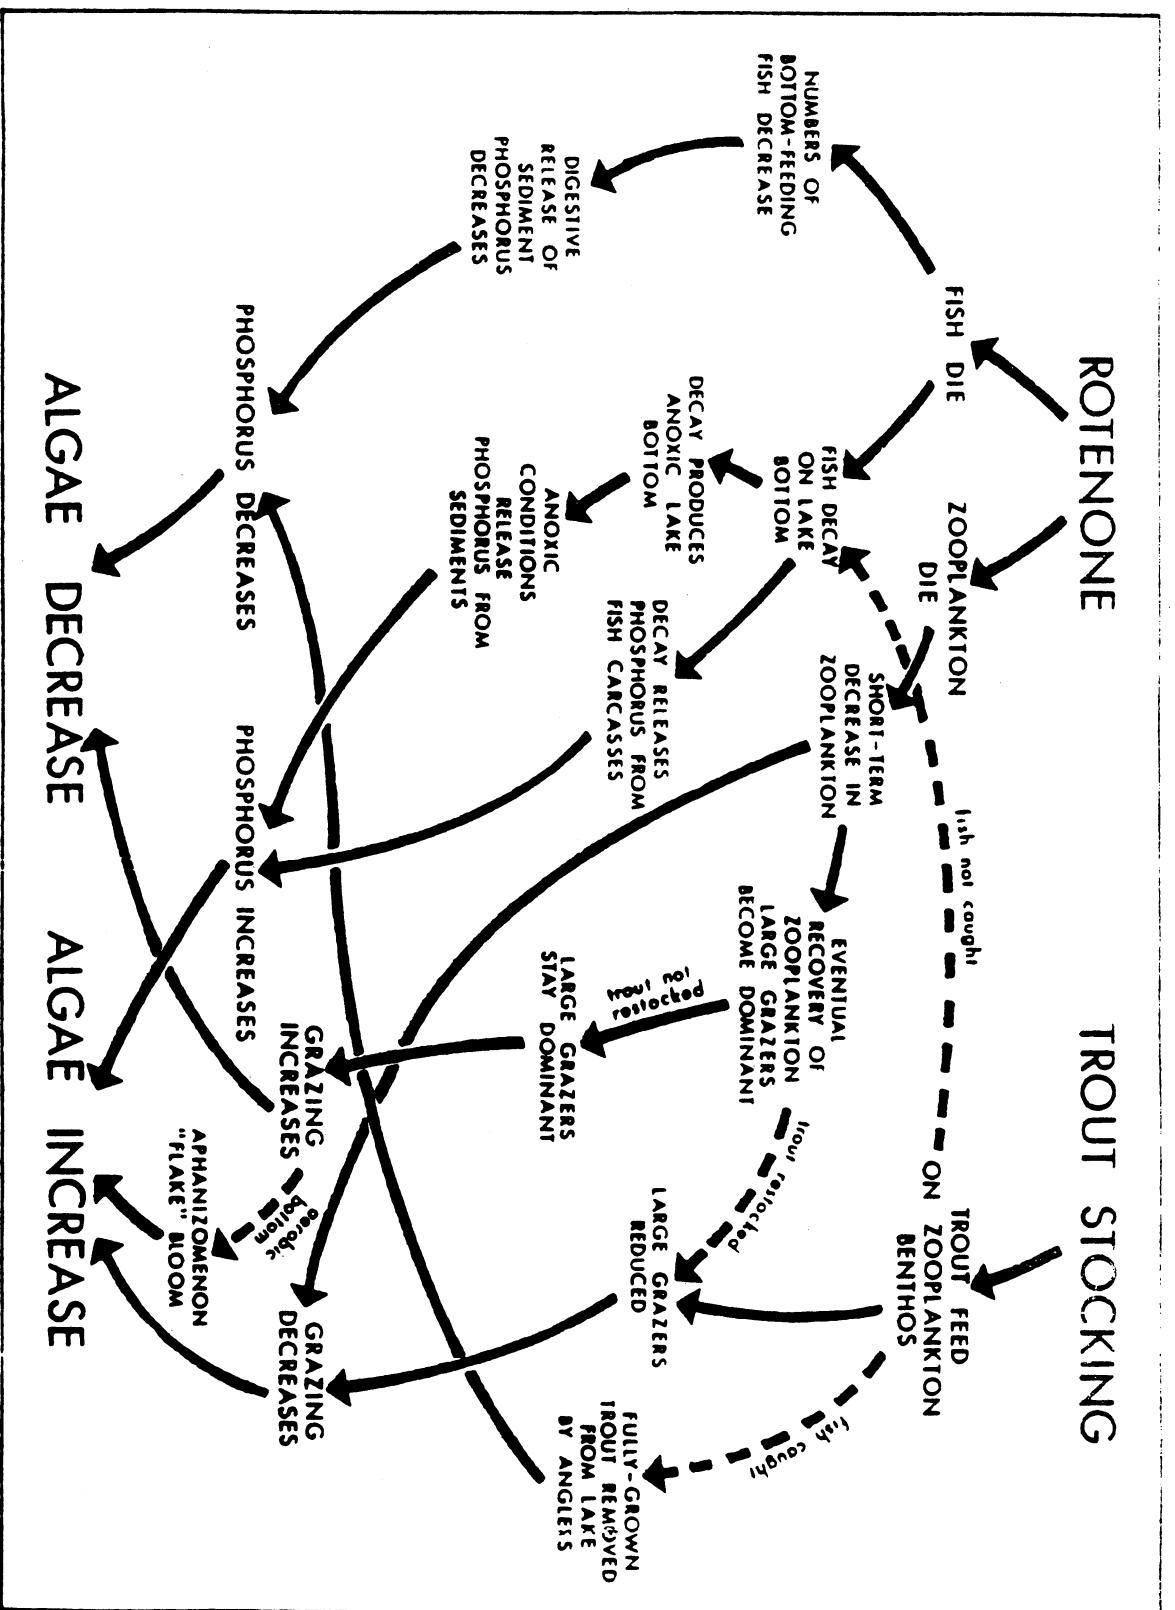 ROTENONE
TROUT STOCKING
FISH DIE
ZOOPLANKTON
DIE
TROUT FEED
ON ZOOPLANKTON
BENTHOS
fish not caught
NUMBERS OF
BOTTOM-FEEDING
FISH DECREASE
FISH DECAY
ON LAKE
BOTTOM
SHORT-TERM
DECREASE IN
ZOOPLANKTON
EVENTUAL
RECOVERY OF
ZOOPLANKTON
LARGE GRAZERS
BECOME DOMINANT
trout restocked
fish caught
DECAY PRODUCES
ANOXIC LAKE
BOTTOM
DECAY RELEASES
PHOSPHORUS FROM
FISH CARCASSES
trout not
restocked
LARGE GRAZERS
REDUCED
FULLY-GROWN
TROUT REMOVED
FROM LAKE
BY ANGLERS
DIGESTIVE
RELEASE OF
SEDIMENT
PHOSPHORUS
DECREASES
ANOXIC
CONDITIONS
RELEASE
PHOSPHORUS FROM
SEDIMENTS
LARGE GRAZERS
STAY DOMINANT
PHOSPHORUS DECREASES
PHOSPHORUS INCREASES
GRAZING
INCREASES
aerobic
bottom
GRAZING
DECREASES
APHANIZOMENON
"FLAKE" BLOOM
ALGAE DECREASE
ALGAE INCREASE